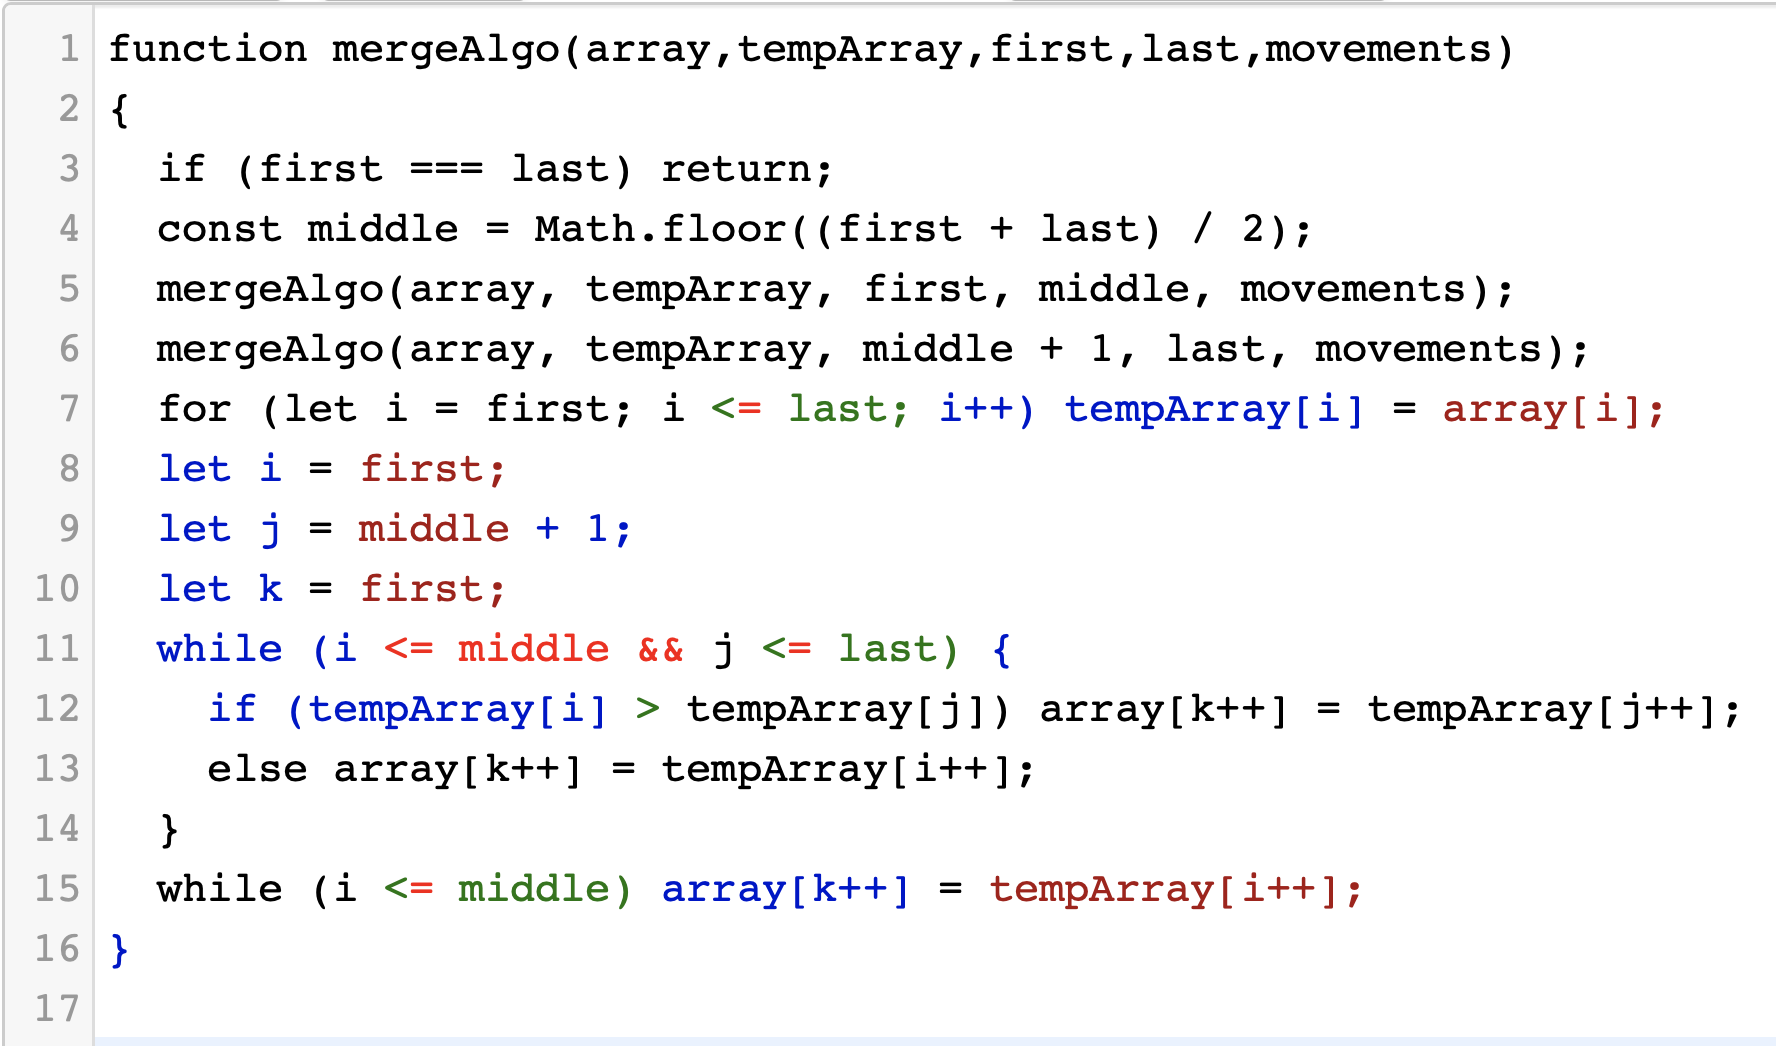 1 function mergeAlgo(array,tempArray,first,last,movements)
2 {
3 if (first === last) return;
4 const middle = Math.floor((first + last) / 2);
5 mergeAlgo(array, tempArray, first, middle, movements);
6 mergeAlgo(array, tempArray, middle + 1, last, movements);
7 for (let i = first; i <= last; i++) tempArray[i] = array[i];
8 let i = first;
9 let j = middle + 1;
10 let k = first;
11 while (i <= middle && j <= last) {
12 if (tempArray[i] > tempArray[j]) array[k++] = tempArray[j++];
13 else array[k++] = tempArray[i++];
14 }
15 while (i <= middle) array[k++] = tempArray[i++];
16 }
17